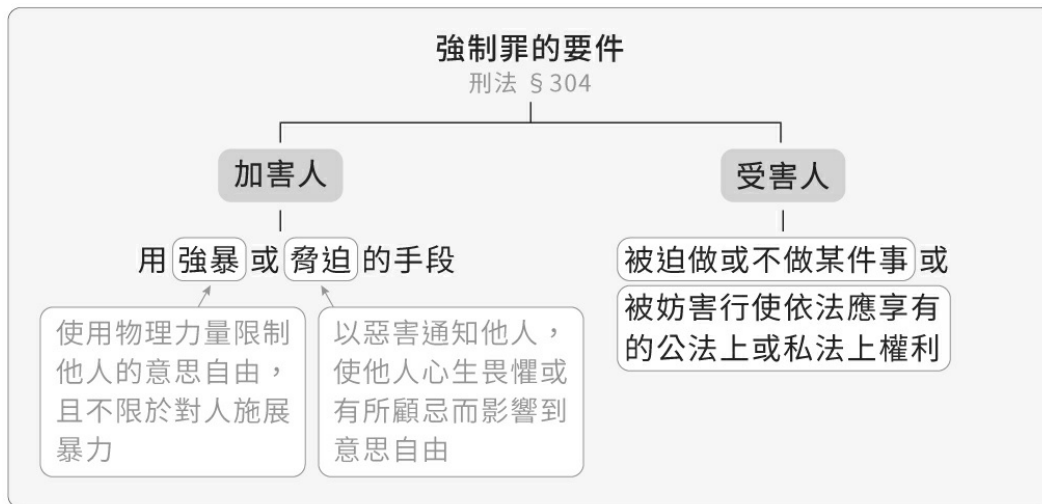 強制罪的要件
刑法 §304
加害人
用 強暴 或 脅迫 的手段
使用物理力量限制
他人的意思自由，
且不限於對人施展
暴力
以惡害通知他人，
使他人心生畏懼或
有所顧忌而影響到
意思自由
受害人
被迫做或不做某件事 或
被妨害行使依法應享有
的公法上或私法上權利